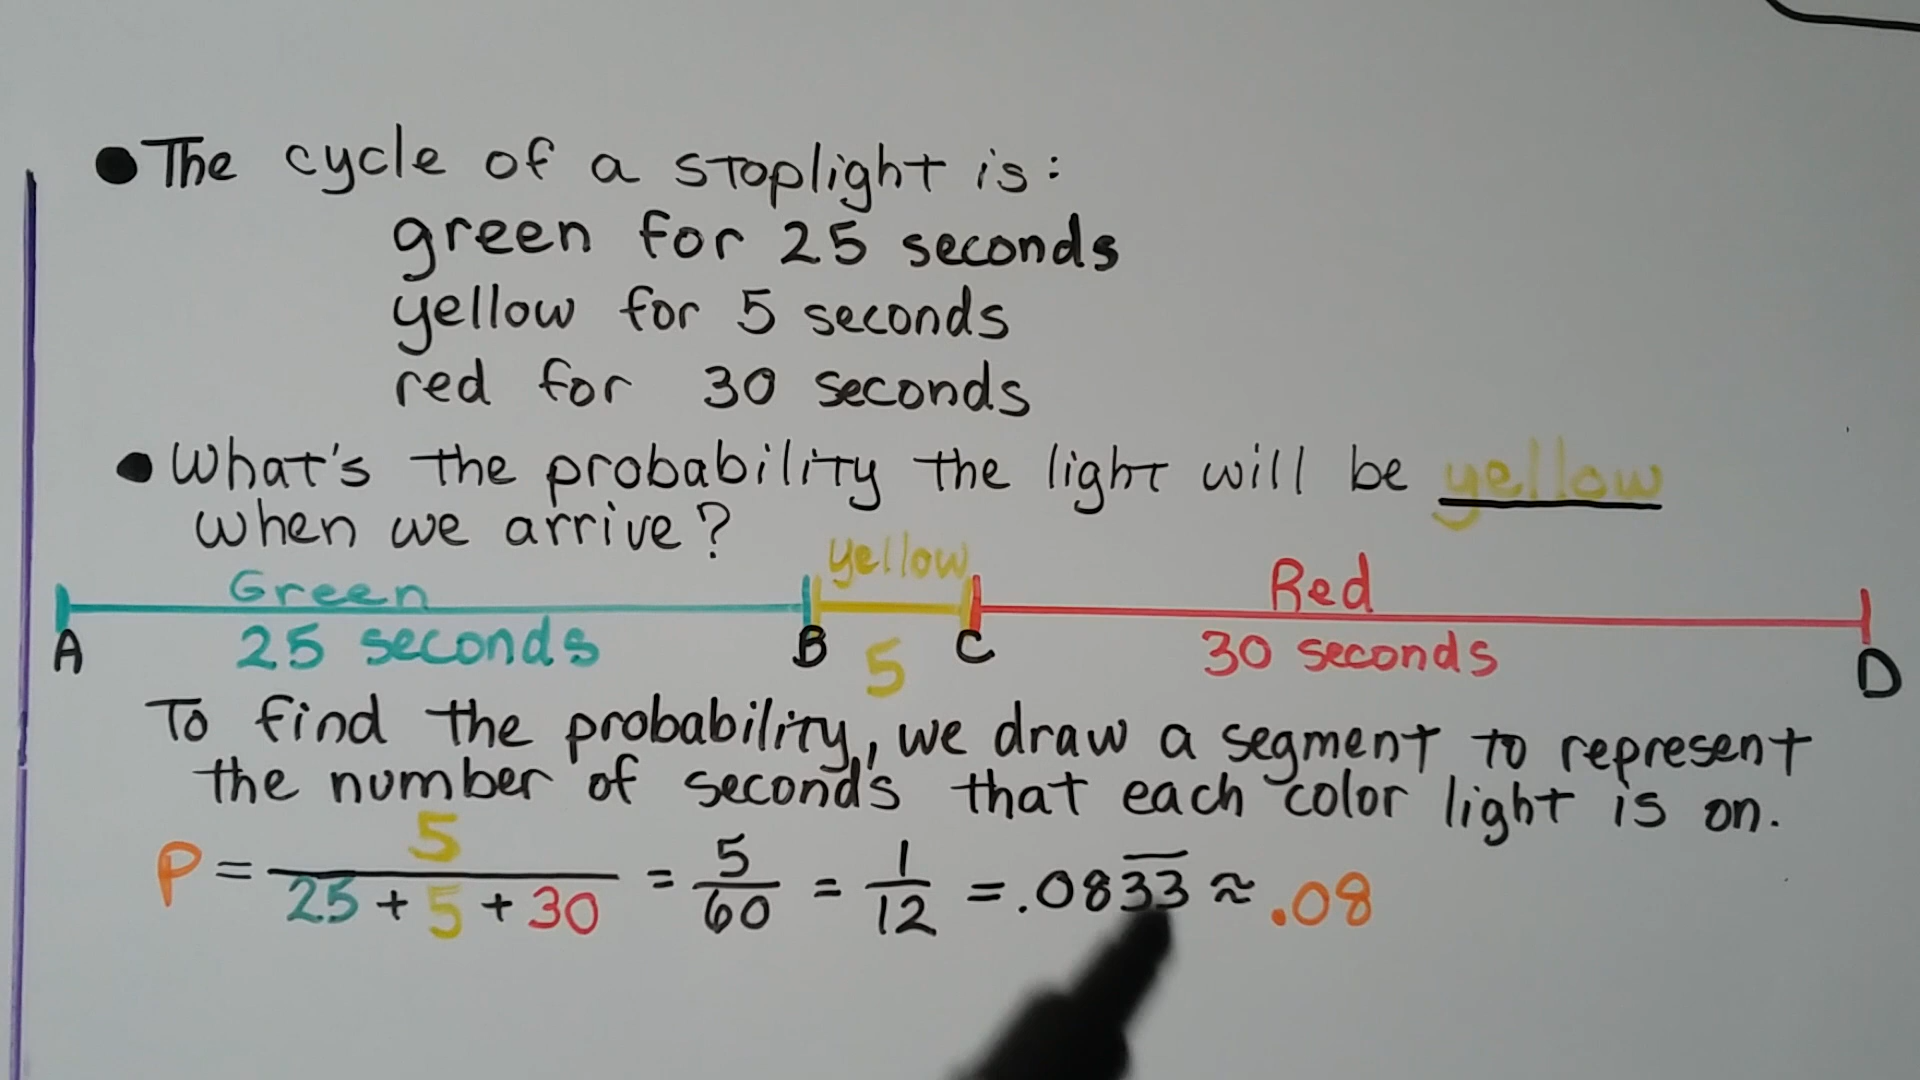 • The cycle of a stoplight is:
green for 25 seconds
yellow for 5 seconds
red for 30 seconds
• What's the probability the light will be yellow
when we arrive?
Green yellow Red
25 seconds 5 30 seconds
A B C D
To find the probability, we draw a segment to represent
the number of seconds that each color light is on.
P = 5/(25 + 5 + 30) = 5/60 = 1/12 = .083̅3̅ ≈ .08